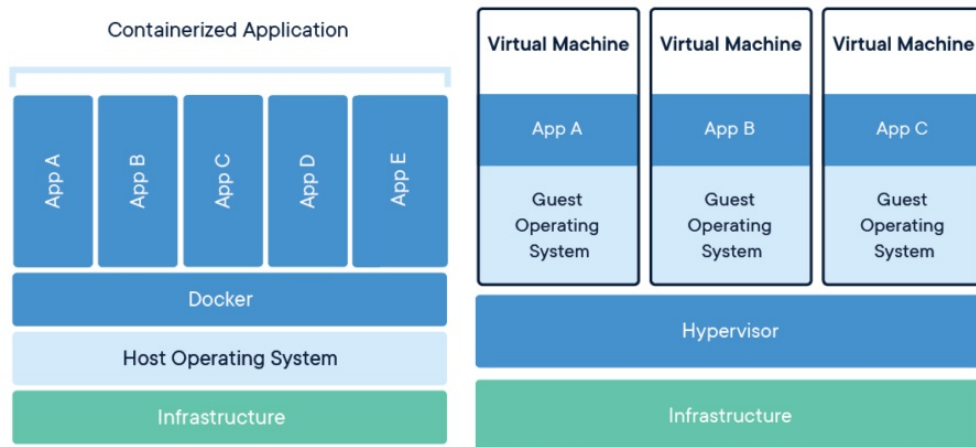 Containerized Application
App A
App B
App C
App D
App E
Docker
Host Operating System
Infrastructure
Virtual Machine
App A
Guest
Operating
System
Virtual Machine
App B
Guest
Operating
System
Virtual Machine
App C
Guest
Operating
System
Hypervisor
Infrastructure